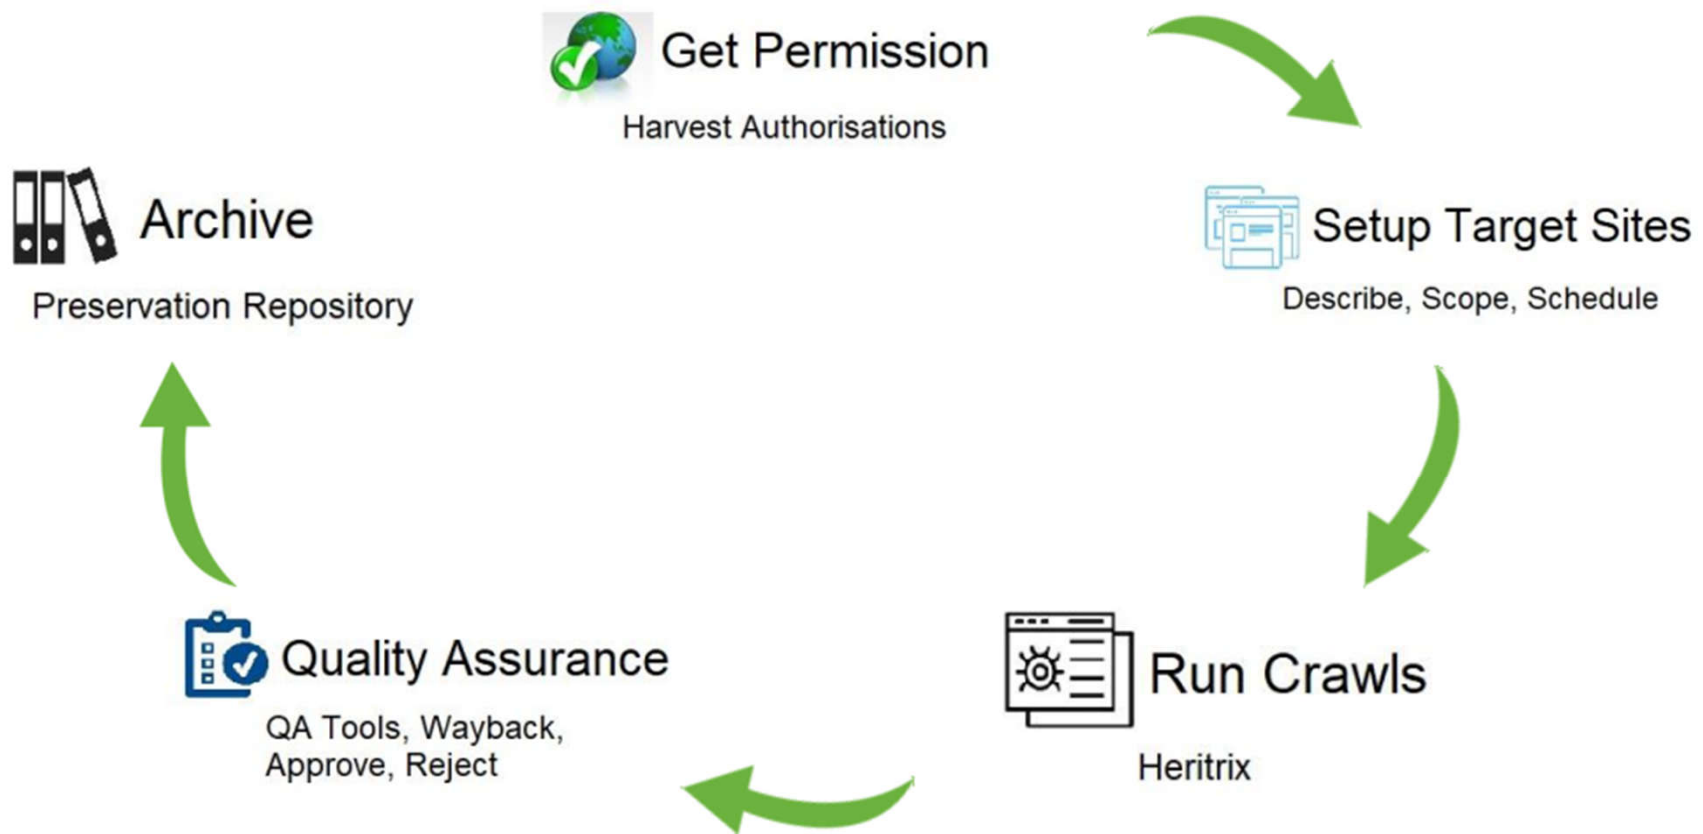 Get Permission
Harvest Authorisations
Setup Target Sites
Describe, Scope, Schedule
Run Crawls
Heritrix
Quality Assurance
QA Tools, Wayback,
Approve, Reject
Archive
Preservation Repository